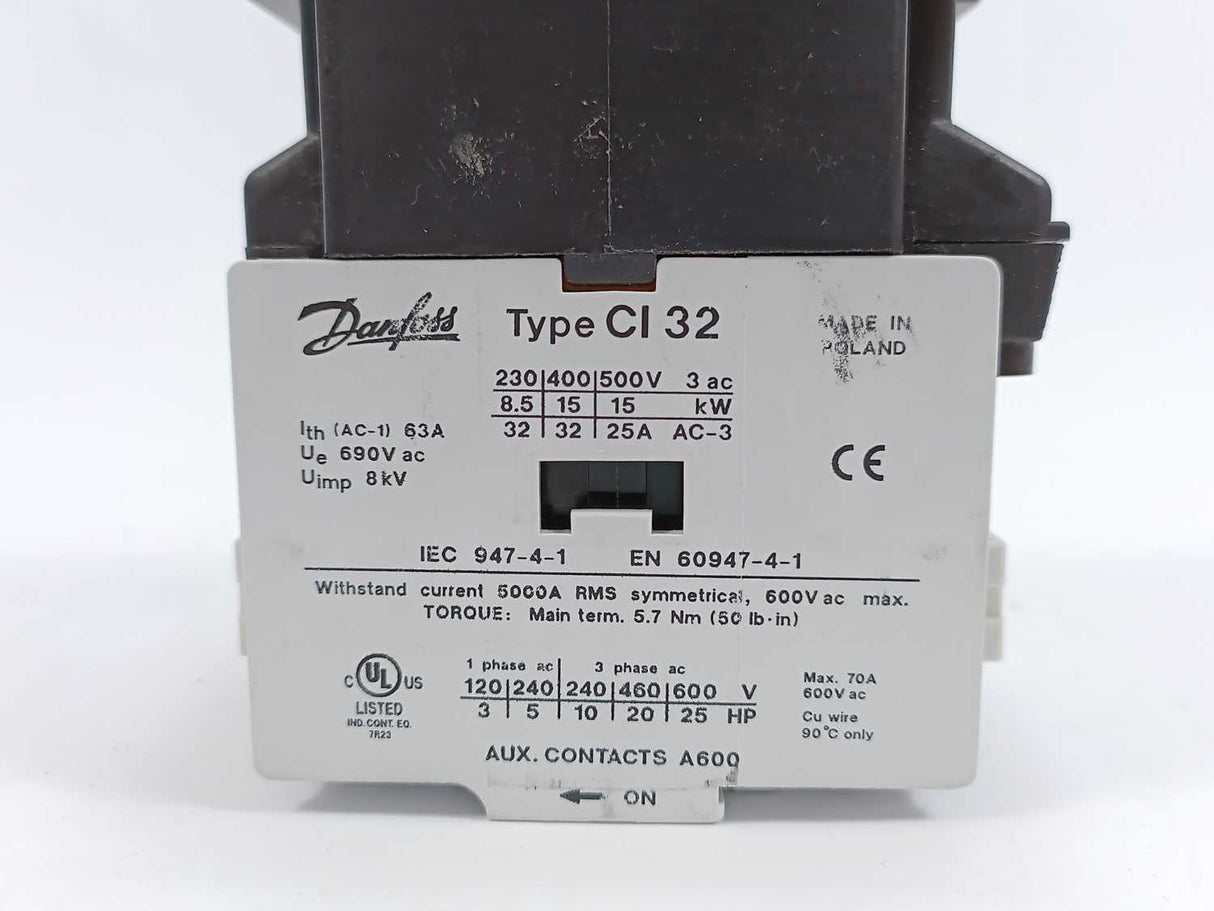 Danfoss Type CI 32 MADE IN
POLAND
230|400|500V 3 ac
8.5 | 15 | 15 kW
32 | 32 | 25A AC-3
Ith (AC-1) 63A
Ue 690V ac
Uimp 8kV
CE
IEC 947-4-1 EN 60947-4-1
Withstand current 5000A RMS symmetrical, 600V ac max.
TORQUE: Main term. 5.7 Nm (50 lb·in)
C UL US
LISTED
IND. CONT. EQ.
7R23
1 phase ac | 3 phase ac
120|240|240|460|600 V
3 | 5 | 10 | 20 | 25 HP
Max. 70A
600V ac
Cu wire
90°C only
AUX. CONTACTS A600
← ON